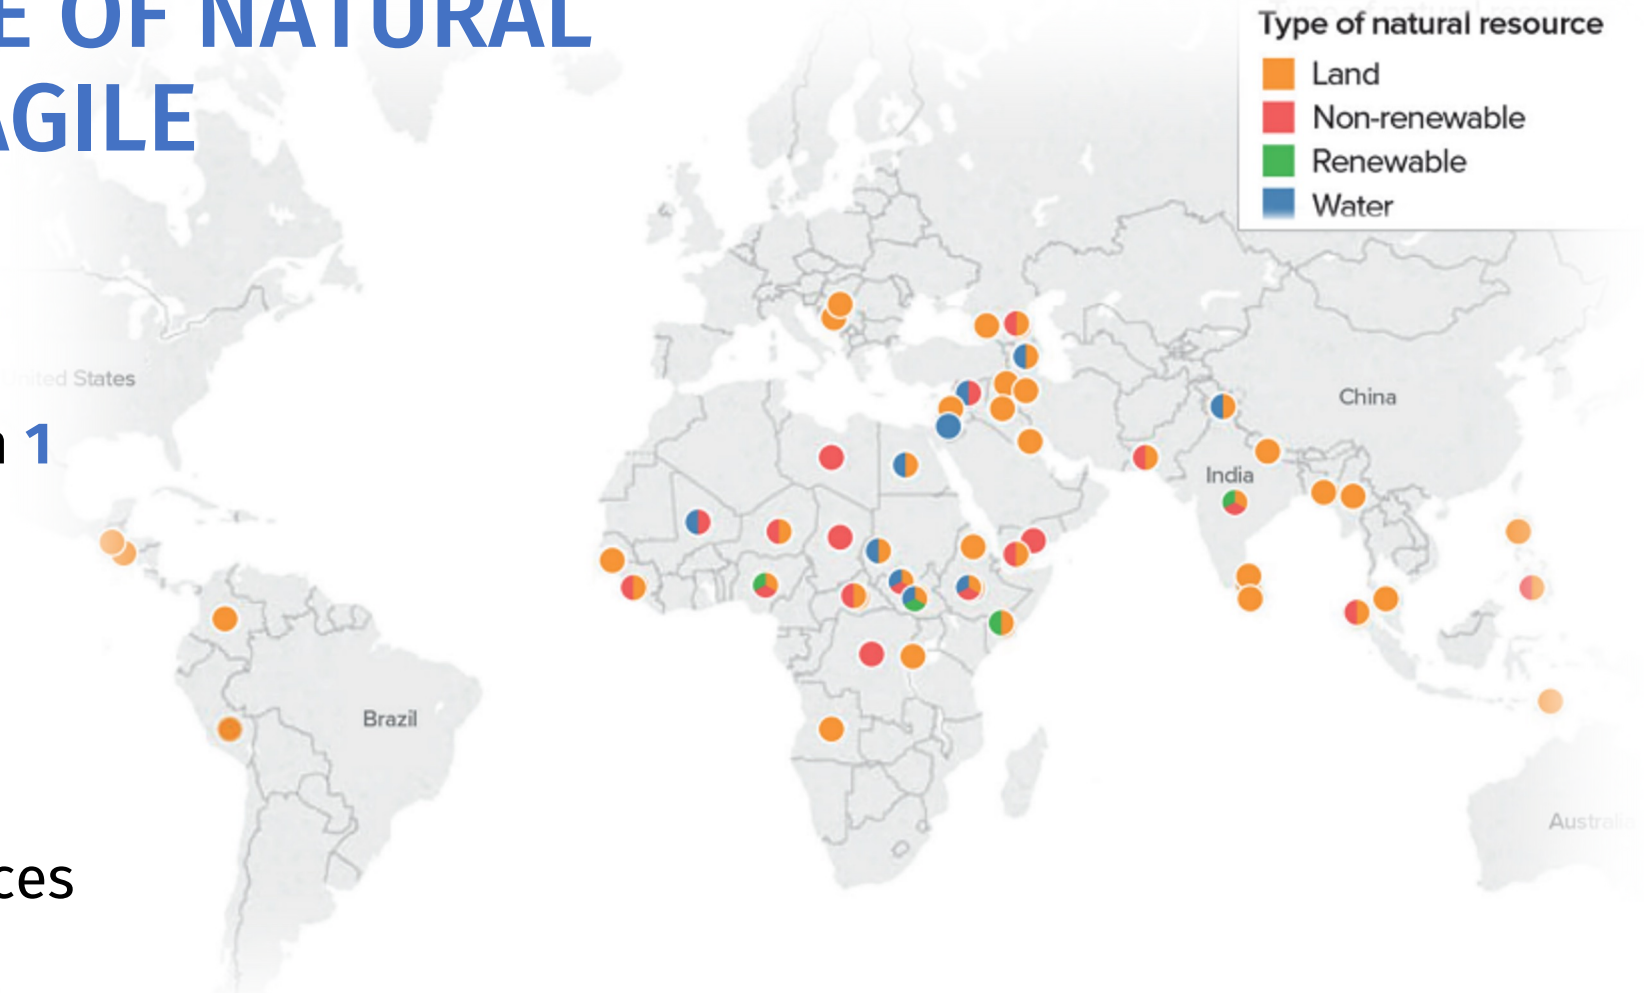 E OF NATURAL
AGILE
Type of natural resource
Land
Non-renewable
Renewable
Water
United States
China
1
India
Brazil
Australia
ces